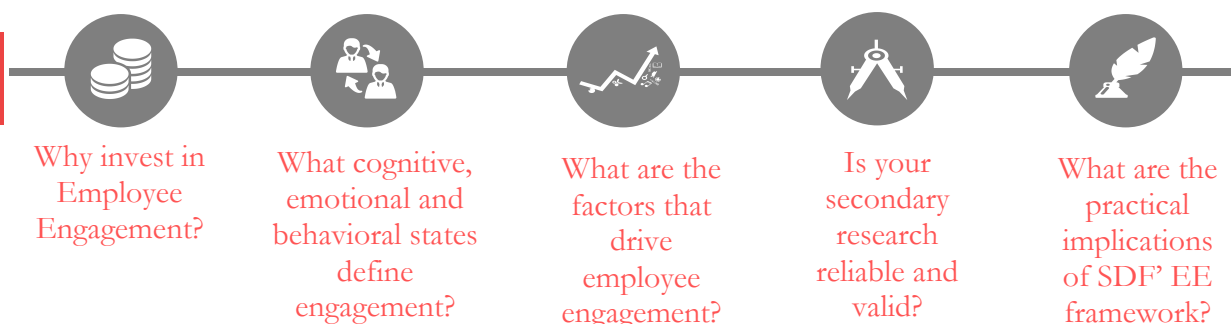 Why invest in
Employee
Engagement?
What cognitive,
emotional and
behavioral states
define
engagement?
What are the
factors that
drive
employee
engagement?
Is your
secondary
research
reliable and
valid?
What are the
practical
implications
of SDF’ EE
framework?